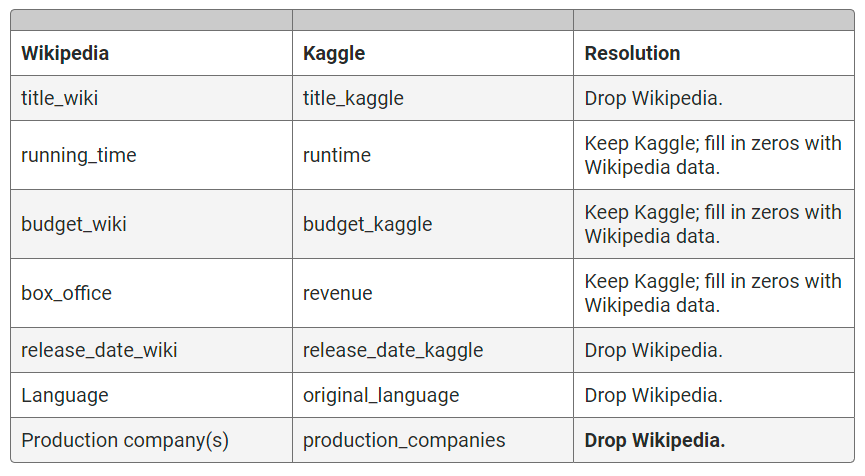 Wikipedia Kaggle Resolution
title_wiki title_kaggle Drop Wikipedia.
running_time runtime Keep Kaggle; fill in zeros with
Wikipedia data.
budget_wiki budget_kaggle Keep Kaggle; fill in zeros with
Wikipedia data.
box_office revenue Keep Kaggle; fill in zeros with
Wikipedia data.
release_date_wiki release_date_kaggle Drop Wikipedia.
Language original_language Drop Wikipedia.
Production company(s) production_companies Drop Wikipedia.